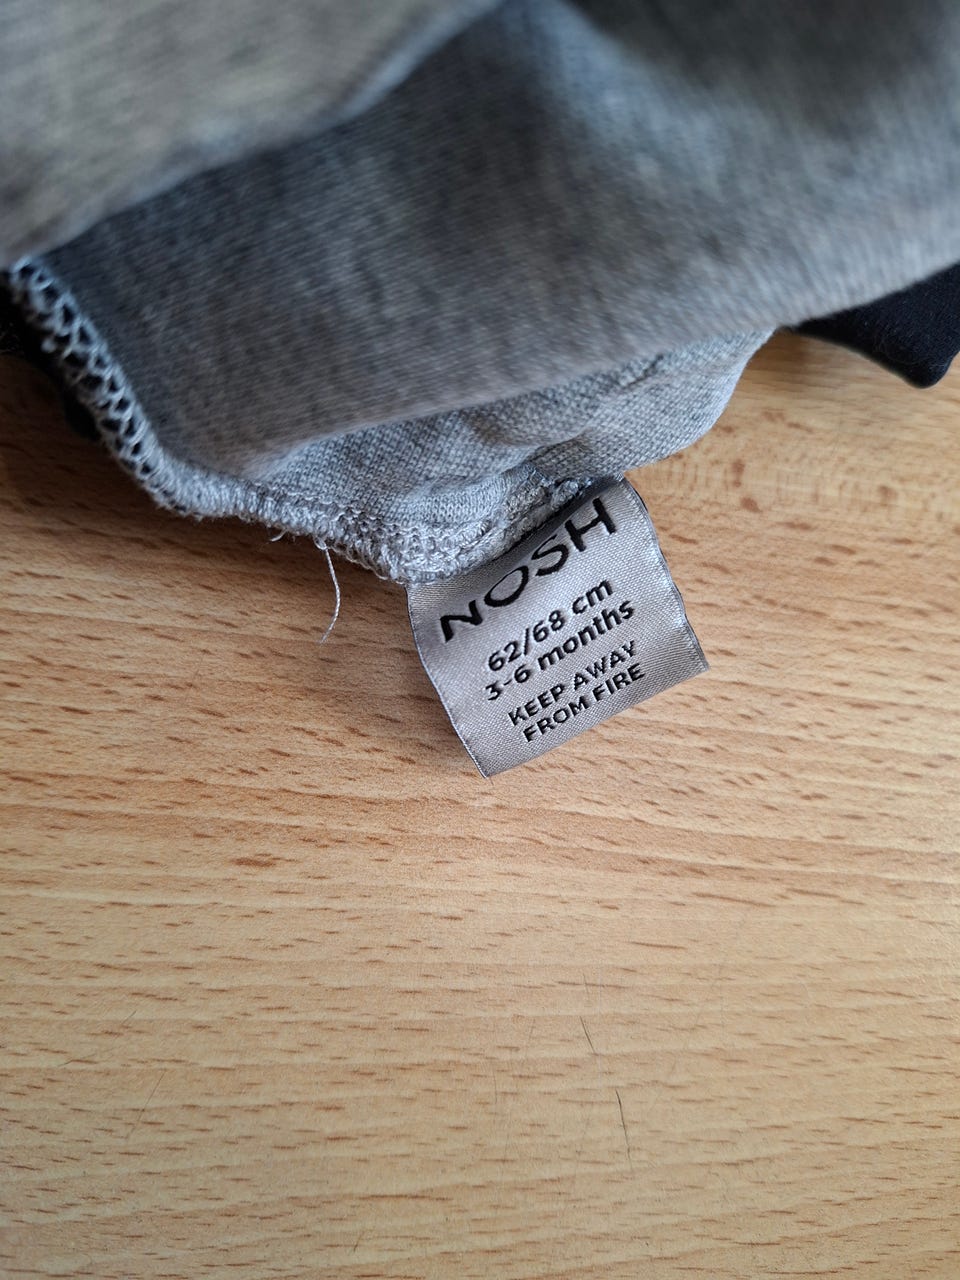 NOSH
62/68 cm
3-6 months
KEEP AWAY
FROM FIRE